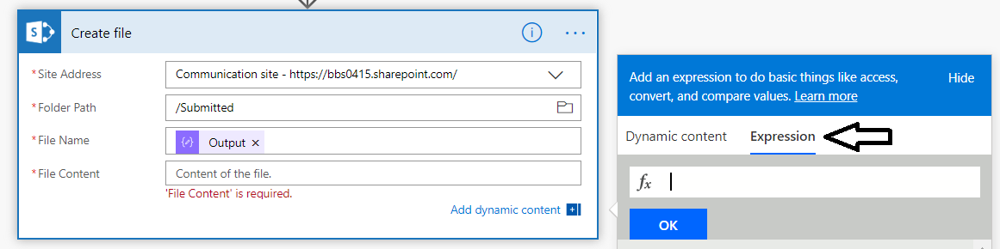 Create file
*Site Address
Communication site - https://bbs0415.sharepoint.com/
*Folder Path
/Submitted
*File Name
Output ×
*File Content
Content of the file.
'File Content' is required.
Add dynamic content
Add an expression to do basic things like access, convert, and compare values. Learn more
Hide
Dynamic content
Expression
fx
OK